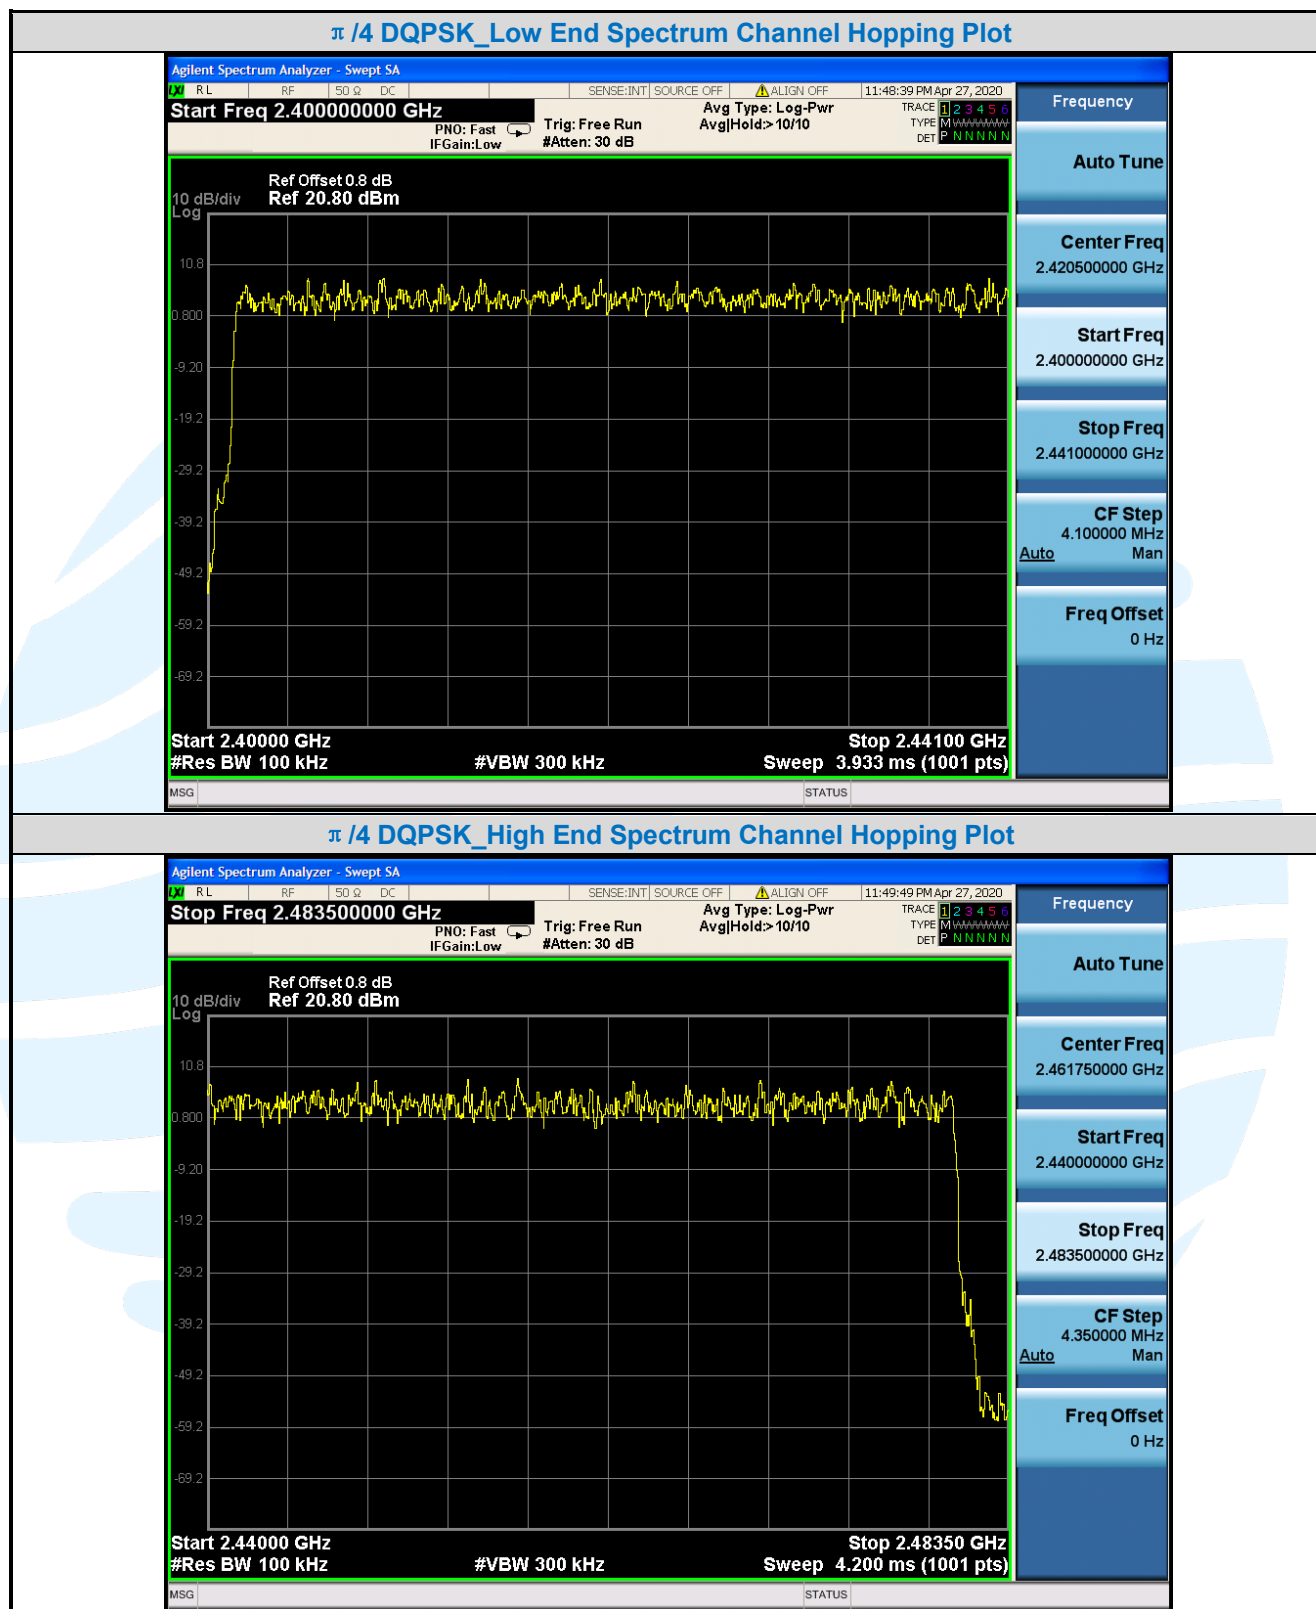 π /4 DQPSK_Low End Spectrum Channel Hopping Plot
Agilent Spectrum Analyzer - Swept SA
LXI RL RF 50 Ω DC SENSE:INT SOURCE OFF ALIGN OFF 11:48:39 PM Apr 27, 2020
Start Freq 2.400000000 GHz
PNO: Fast
IFGain:Low
Trig: Free Run
#Atten: 30 dB
Avg Type: Log-Pwr
Avg|Hold:> 10/10
TRACE 1 2 3 4 5 6
TYPE M
DET P N N N N N
Ref Offset 0.8 dB
10 dB/div Ref 20.80 dBm
Log
10.8
0.800
-9.20
-19.2
-29.2
-39.2
-49.2
-59.2
-69.2
Start 2.40000 GHz Stop 2.44100 GHz
#Res BW 100 kHz #VBW 300 kHz Sweep 3.933 ms (1001 pts)
MSG STATUS
Frequency
Auto Tune
Center Freq
2.420500000 GHz
Start Freq
2.400000000 GHz
Stop Freq
2.441000000 GHz
CF Step
4.100000 MHz
Auto Man
Freq Offset
0 Hz
π /4 DQPSK_High End Spectrum Channel Hopping Plot
Agilent Spectrum Analyzer - Swept SA
LXI RL RF 50 Ω DC SENSE:INT SOURCE OFF ALIGN OFF 11:49:49 PM Apr 27, 2020
Stop Freq 2.483500000 GHz
PNO: Fast
IFGain:Low
Trig: Free Run
#Atten: 30 dB
Avg Type: Log-Pwr
Avg|Hold:> 10/10
TRACE 1 2 3 4 5 6
TYPE M
DET P N N N N N
Ref Offset 0.8 dB
10 dB/div Ref 20.80 dBm
Log
10.8
0.800
-9.20
-19.2
-29.2
-39.2
-49.2
-59.2
-69.2
Start 2.44000 GHz Stop 2.48350 GHz
#Res BW 100 kHz #VBW 300 kHz Sweep 4.200 ms (1001 pts)
MSG STATUS
Frequency
Auto Tune
Center Freq
2.461750000 GHz
Start Freq
2.440000000 GHz
Stop Freq
2.483500000 GHz
CF Step
4.350000 MHz
Auto Man
Freq Offset
0 Hz